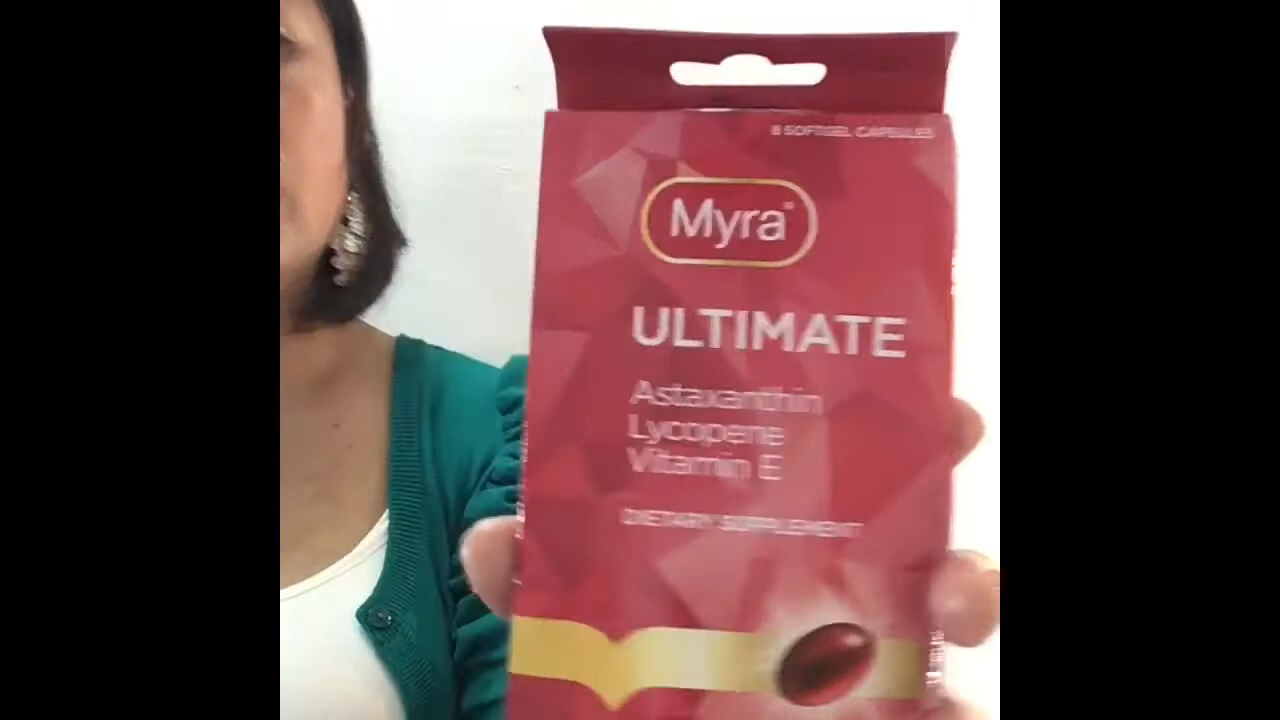 8 SOFTGEL CAPSULES
Myra
ULTIMATE
Astaxanthin
Lycopene
Vitamin E
DIETARY SUPPLEMENT